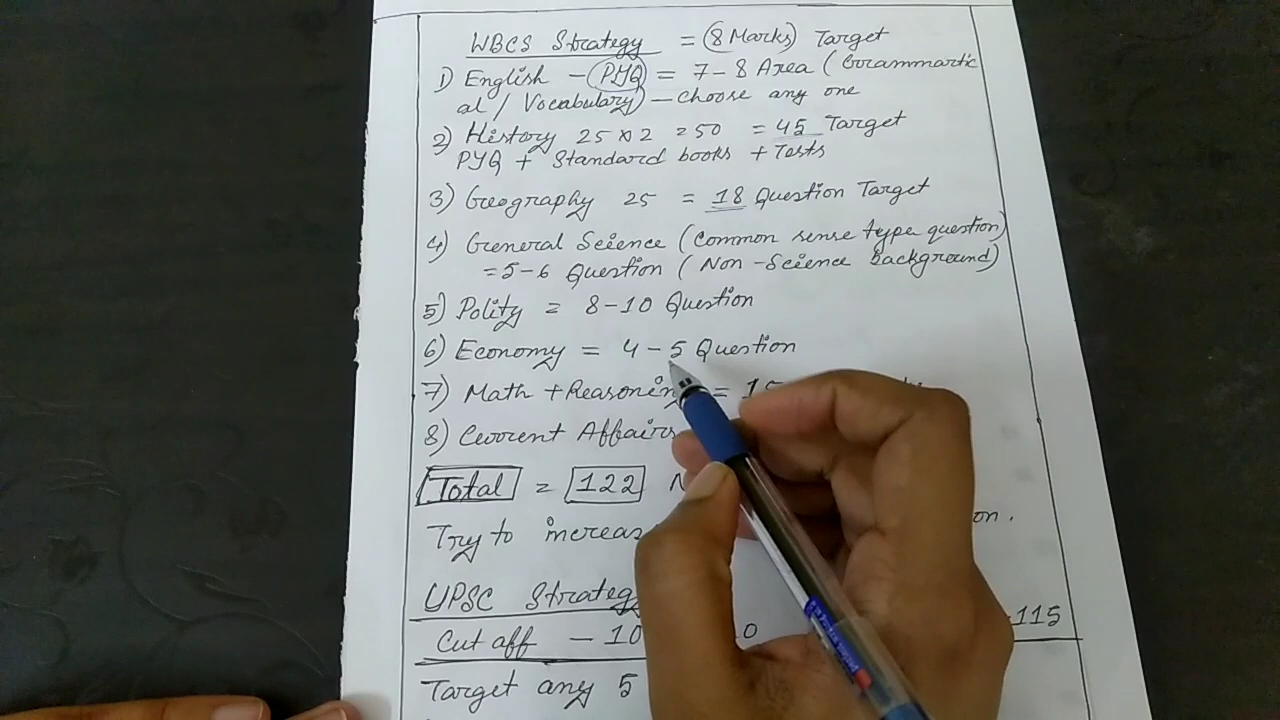 WBCS Strategy = (8 Marks) Target
1) English - PYQ = 7-8 Area (Grammartic
al / Vocabulary) - choose any one
2) History 25 x 2 = 50 = 45 Target
PYQ + Standard books + Tests
3) Geography 25 = 18 Question Target
4) General Science (Common sense type question)
= 5-6 Question (Non-Science background)
5) Polity = 8-10 Question
6) Economy = 4-5 Question
7) Math + Reasoning = 15
8) Current Affairs
Total = 122
Try to increas on.
UPSC Strategy
Cut off - 10 0 115
Target any 5